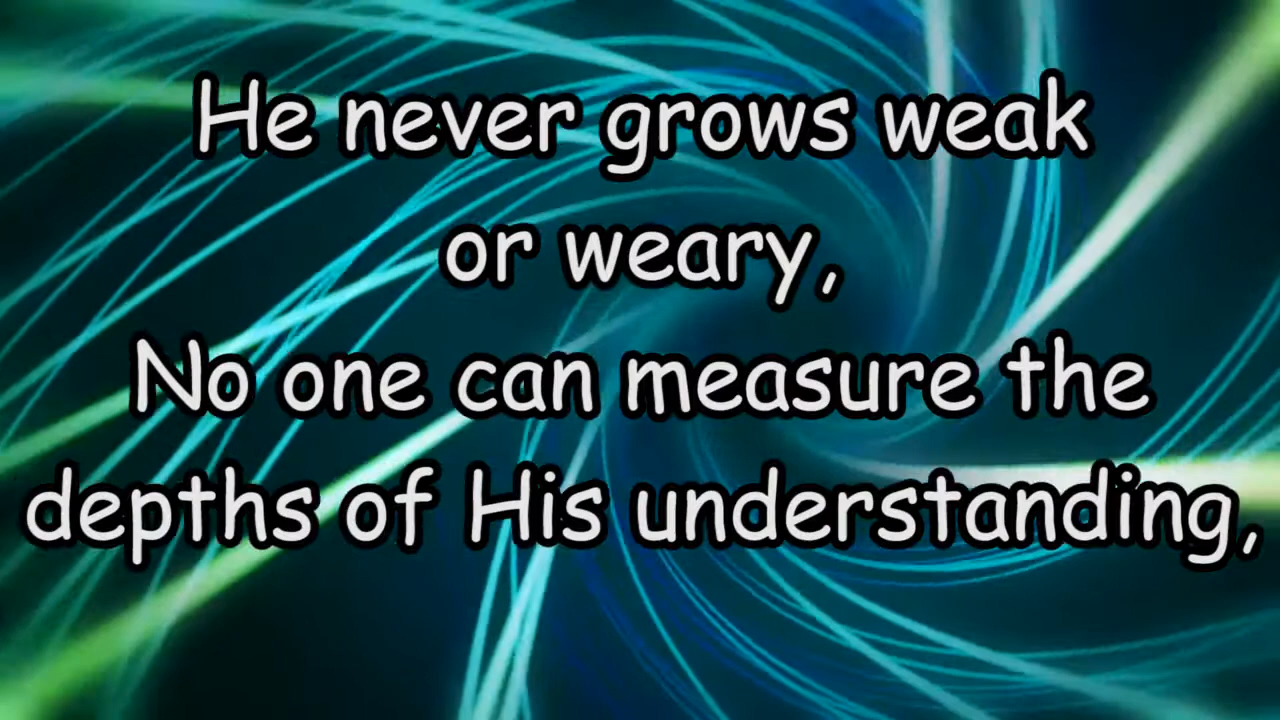 He never grows weak
or weary,
No one can measure the
depths of His understanding,